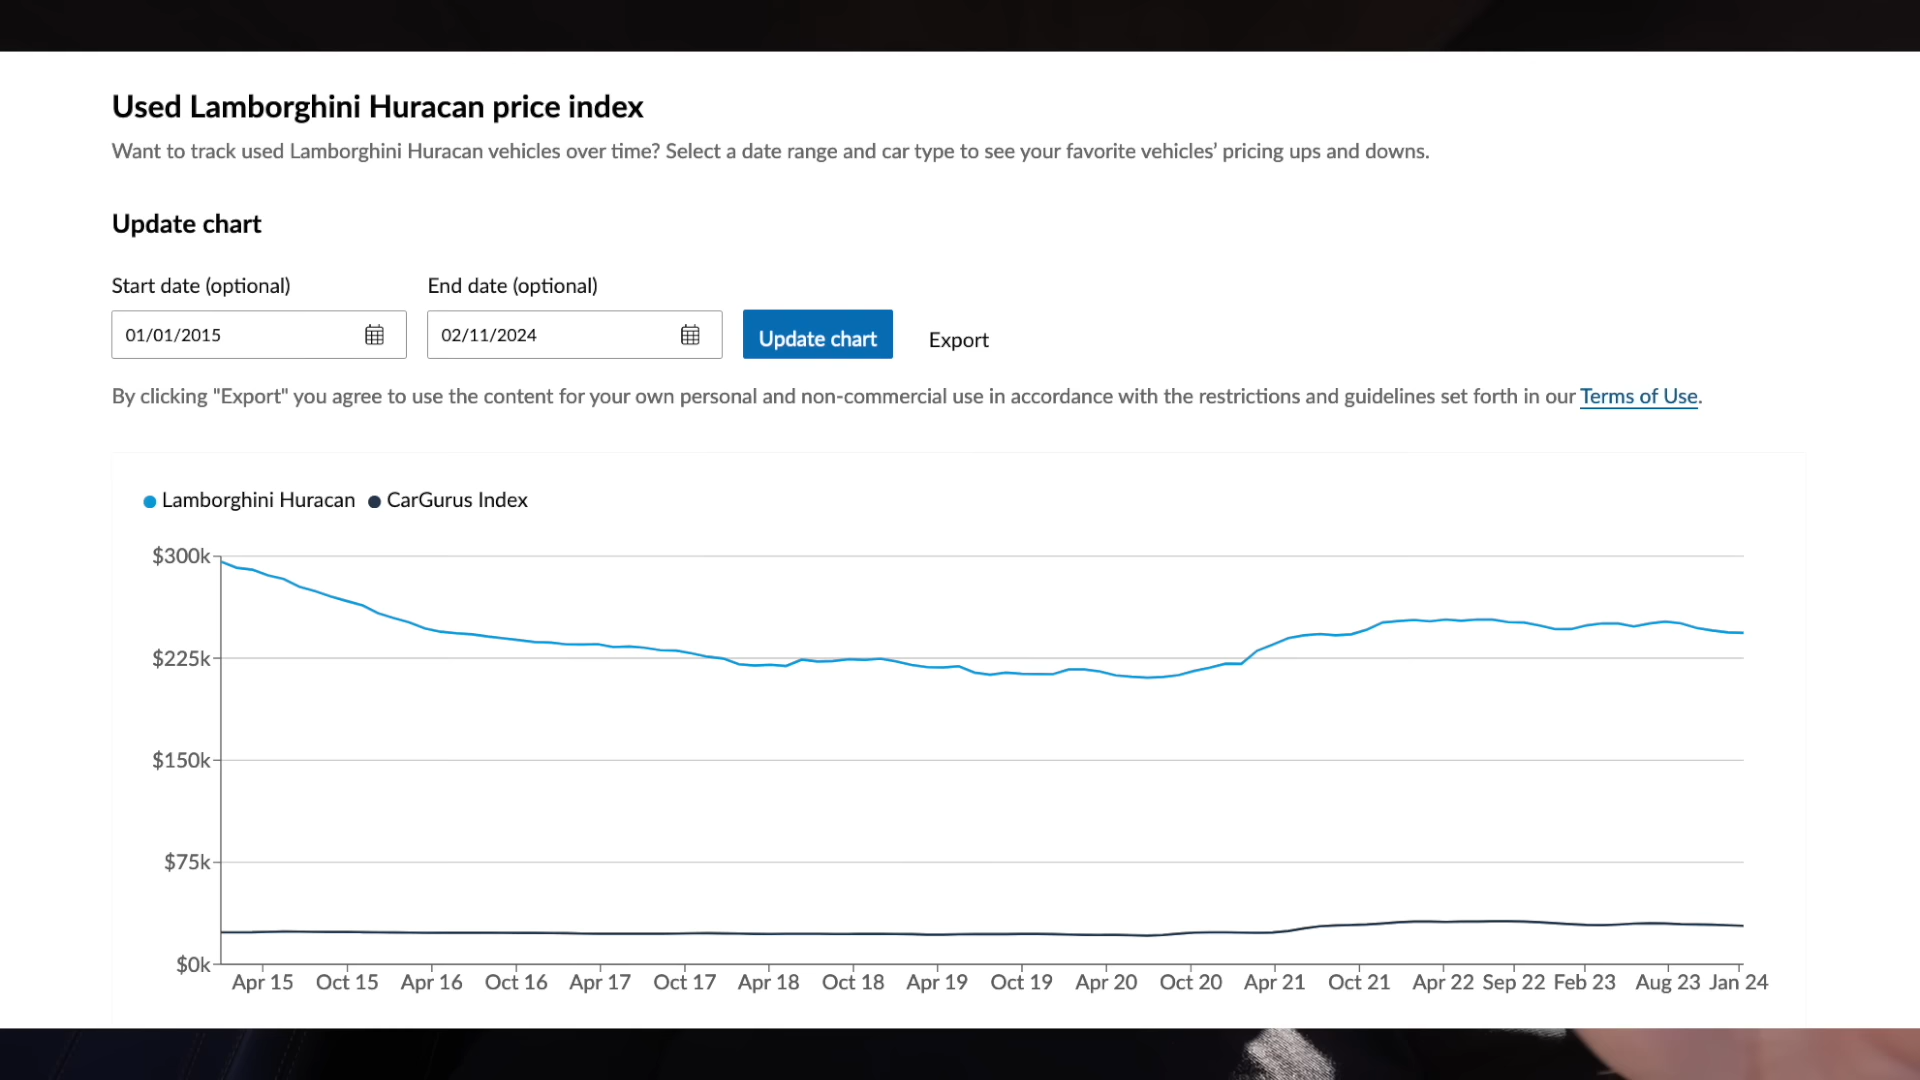 Used Lamborghini Huracan price index
Want to track used Lamborghini Huracan vehicles over time? Select a date range and car type to see your favorite vehicles’ pricing ups and downs.
Update chart
Start date (optional) End date (optional)
01/01/2015 02/11/2024 Update chart Export
By clicking "Export" you agree to use the content for your own personal and non-commercial use in accordance with the restrictions and guidelines set forth in our Terms of Use.
Lamborghini Huracan CarGurus Index
$300k
$225k
$150k
$75k
$0k
Apr 15 Oct 15 Apr 16 Oct 16 Apr 17 Oct 17 Apr 18 Oct 18 Apr 19 Oct 19 Apr 20 Oct 20 Apr 21 Oct 21 Apr 22 Sep 22 Feb 23 Aug 23 Jan 24